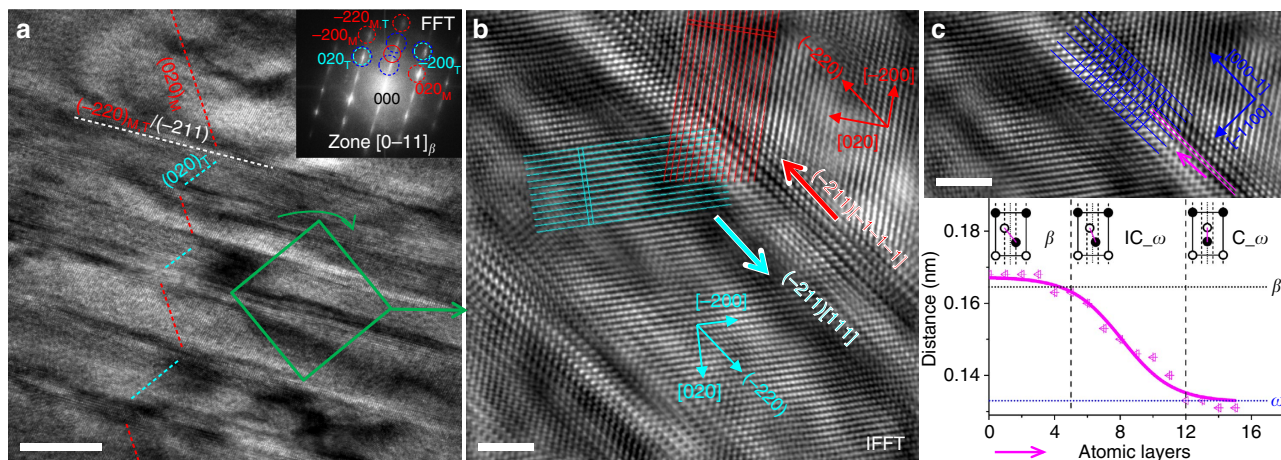 a
FFT
−220M,T
−200M
020T
−200T
020M
000
Zone [0–11]β
(020)M
(−220)M,T/(−211)
(020)T
b
(−220)
[−200]
[020]
(−211)[−1−1−1]
(−211)[111]
[−200]
[020]
(−220)
IFFT
c
[000−1]
[−1100]
β
IC_ω
C_ω
0.18
0.16
0.14
Distance (nm)
β
ω
0
4
8
12
16
Atomic layers